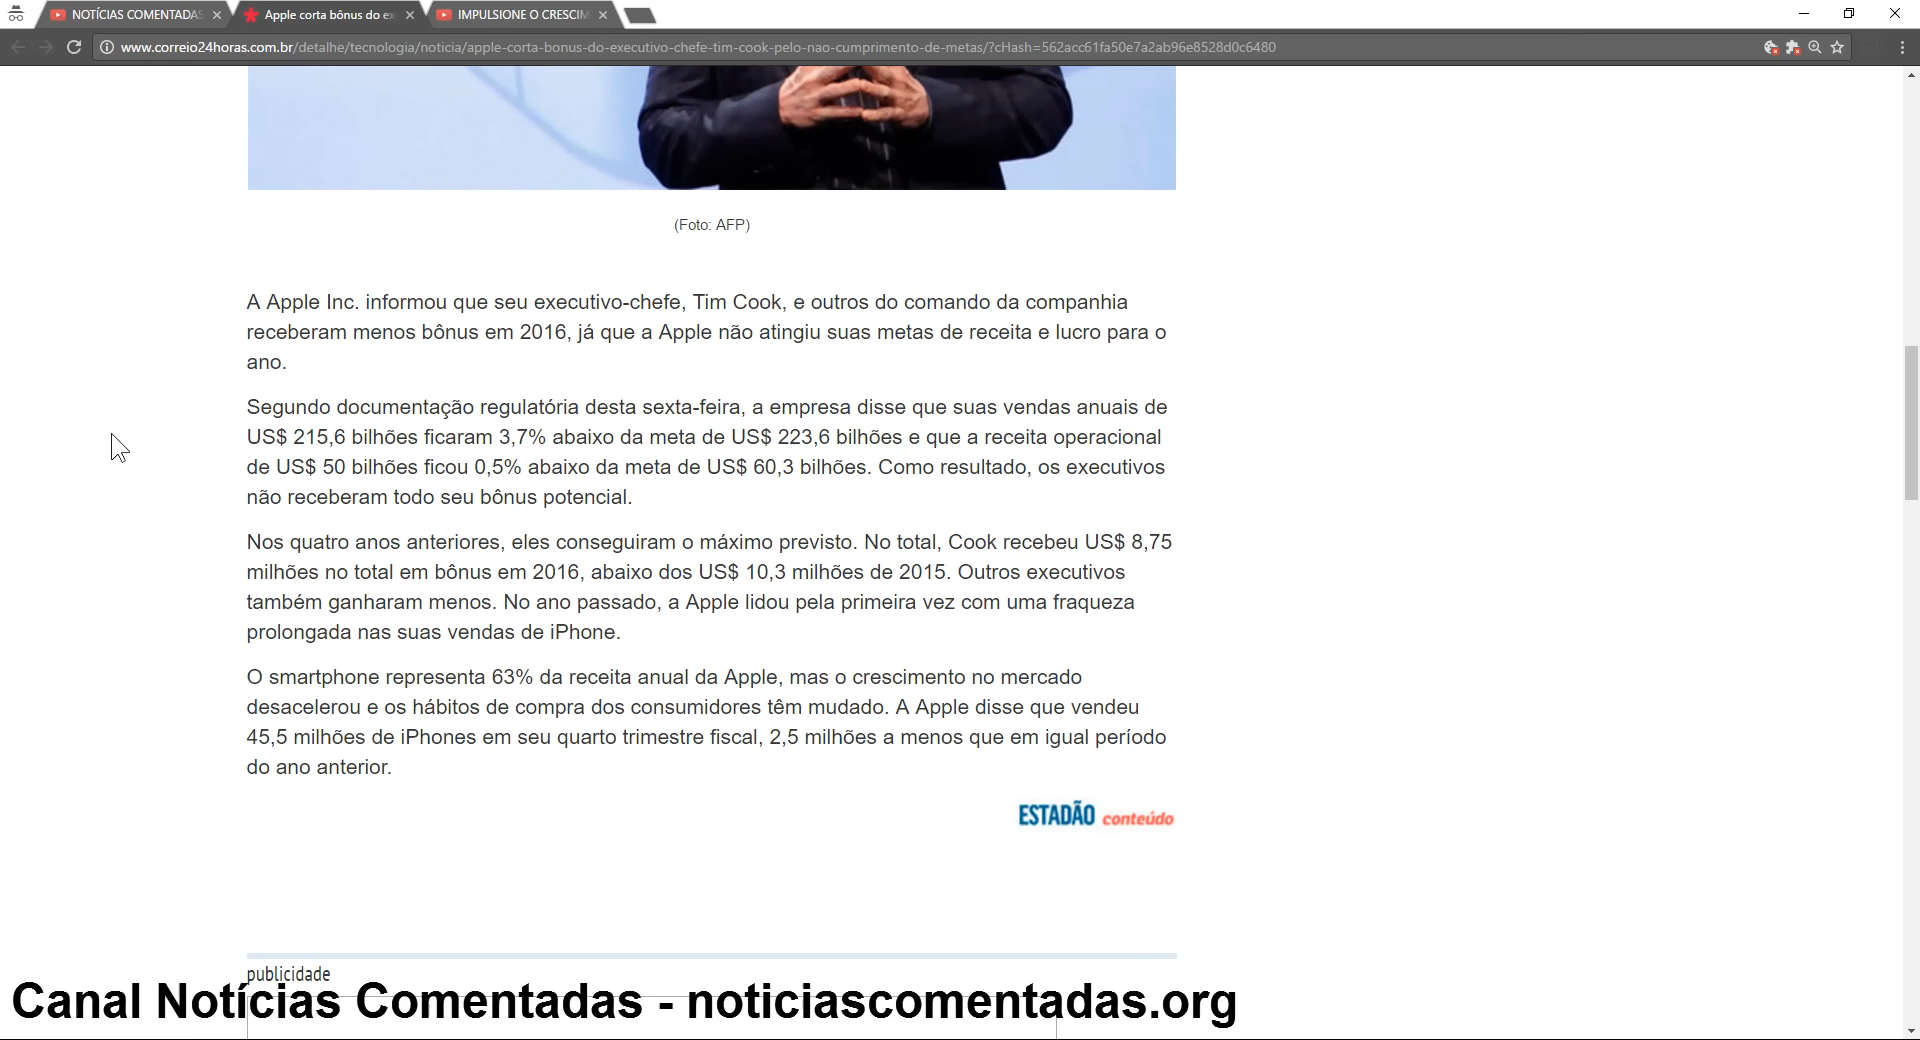 NOTÍCIAS COMENTADAS
Apple corta bônus do ex
IMPULSIONE O CRESCIM
www.correio24horas.com.br/detalhe/tecnologia/noticia/apple-corta-bonus-do-executivo-chefe-tim-cook-pelo-nao-cumprimento-de-metas/?cHash=562acc61fa50e7a2ab96e8528d0c6480
(Foto: AFP)
A Apple Inc. informou que seu executivo-chefe, Tim Cook, e outros do comando da companhia
receberam menos bônus em 2016, já que a Apple não atingiu suas metas de receita e lucro para o
ano.
Segundo documentação regulatória desta sexta-feira, a empresa disse que suas vendas anuais de
US$ 215,6 bilhões ficaram 3,7% abaixo da meta de US$ 223,6 bilhões e que a receita operacional
de US$ 50 bilhões ficou 0,5% abaixo da meta de US$ 60,3 bilhões. Como resultado, os executivos
não receberam todo seu bônus potencial.
Nos quatro anos anteriores, eles conseguiram o máximo previsto. No total, Cook recebeu US$ 8,75
milhões no total em bônus em 2016, abaixo dos US$ 10,3 milhões de 2015. Outros executivos
também ganharam menos. No ano passado, a Apple lidou pela primeira vez com uma fraqueza
prolongada nas suas vendas de iPhone.
O smartphone representa 63% da receita anual da Apple, mas o crescimento no mercado
desacelerou e os hábitos de compra dos consumidores têm mudado. A Apple disse que vendeu
45,5 milhões de iPhones em seu quarto trimestre fiscal, 2,5 milhões a menos que em igual período
do ano anterior.
ESTADÃO conteúdo
publicidade
Canal Notícias Comentadas - noticiascomentadas.org